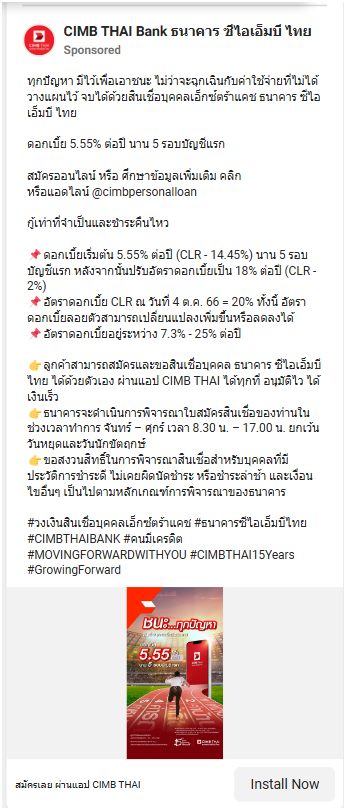 CIMB THAI Bank ธนาคาร ซีไอเอ็มบี ไทย
Sponsored
ทุกปัญหา มีไว้เพื่อเอาชนะ ไม่ว่าจะฉุกเฉินกับค่าใช้จ่ายที่ไม่ได้
วางแผนไว้ จบได้ด้วยสินเชื่อบุคคลเอ็กซ์ตร้าแคช ธนาคาร ซีไอ
เอ็มบี ไทย
ดอกเบี้ย 5.55% ต่อปี นาน 5 รอบบัญชีแรก
สมัครออนไลน์ หรือ ศึกษาข้อมูลเพิ่มเติม คลิก
หรือแอดไลน์ @cimbpersonalloan
กู้เท่าที่จำเป็นและชำระคืนไหว
📌ดอกเบี้ยเริ่มต้น 5.55% ต่อปี (CLR - 14.45%) นาน 5 รอบ
บัญชีแรก หลังจากนั้นปรับอัตราดอกเบี้ยเป็น 18% ต่อปี (CLR -
2%)
📌อัตราดอกเบี้ย CLR ณ วันที่ 4 ต.ค. 66 = 20% ทั้งนี้ อัตรา
ดอกเบี้ยลอยตัวสามารถเปลี่ยนแปลงเพิ่มขึ้นหรือลดลงได้
📌อัตราดอกเบี้ยอยู่ระหว่าง 7.3% - 25% ต่อปี
👉ลูกค้าสามารถสมัครและขอสินเชื่อบุคคล ธนาคาร ซีไอเอ็มบี
ไทย ได้ด้วยตัวเอง ผ่านแอป CIMB THAI ได้ทุกที่ อนุมัติไว ได้
เงินเร็ว
👉ธนาคารจะดำเนินการพิจารณาใบสมัครสินเชื่อของท่านใน
ช่วงเวลาทำการ จันทร์ – ศุกร์ เวลา 8.30 น. – 17.00 น. ยกเว้น
วันหยุดและวันนักขัตฤกษ์
👉ขอสงวนสิทธิ์ในการพิจารณาสินเชื่อสำหรับบุคคลที่มี
ประวัติการชำระดี ไม่เคยผิดนัดชำระ หรือชำระล่าช้า และเงื่อน
ไขอื่นๆ เป็นไปตามหลักเกณฑ์การพิจารณาของธนาคาร
#วงเงินสินเชื่อบุคคลเอ็กซ์ตร้าแคช #ธนาคารซีไอเอ็มบีไทย
#CIMBTHAIBANK #คนมีเครดิต
#MOVINGFORWARDWITHYOU #CIMBTHAI15Years
#GrowingForward
ชนะ...ทุกปัญหา
5.55
นาน 5 รอบบัญชีแรก
CIMB THAI
สมัครเลย ผ่านแอป CIMB THAI
Install Now